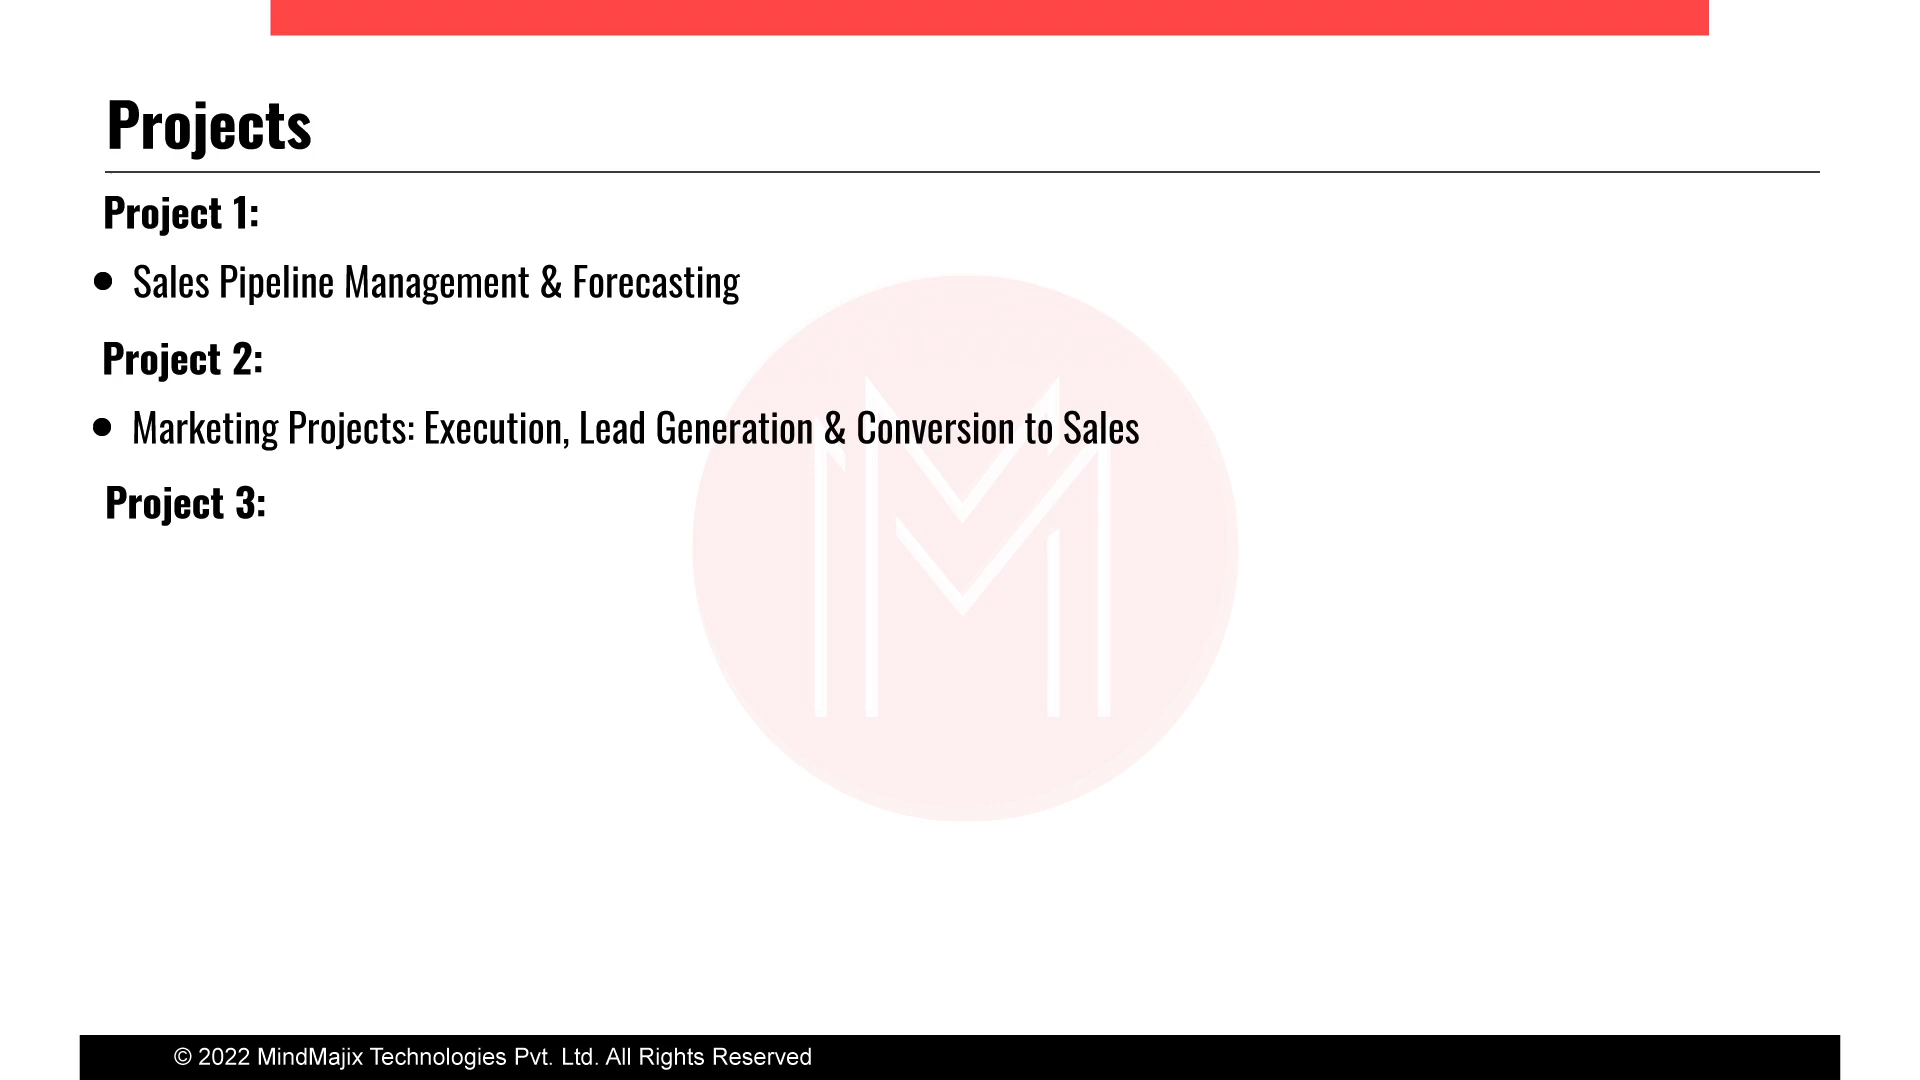 Projects
Project 1:
● Sales Pipeline Management & Forecasting
Project 2:
● Marketing Projects: Execution, Lead Generation & Conversion to Sales
Project 3:
© 2022 MindMajix Technologies Pvt. Ltd. All Rights Reserved